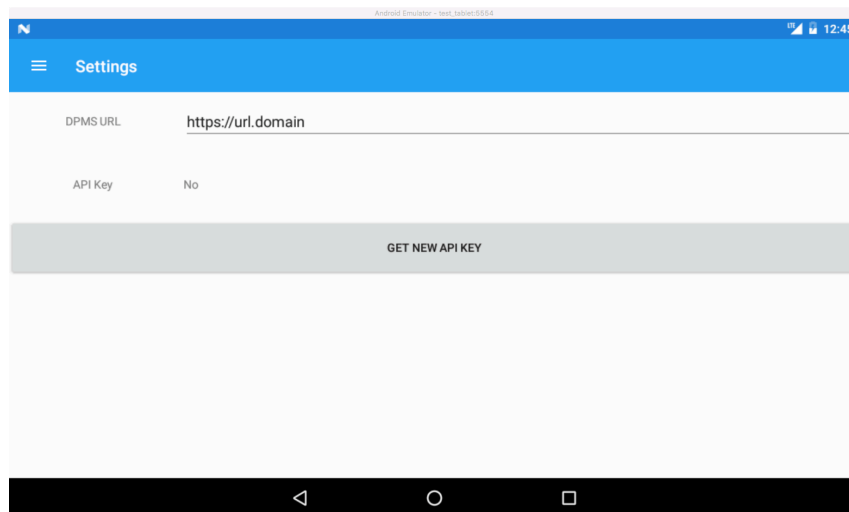 Android Emulator - test_tablet:5554
LTE 12:45
Settings
DPMS URL https://url.domain
API Key No
GET NEW API KEY